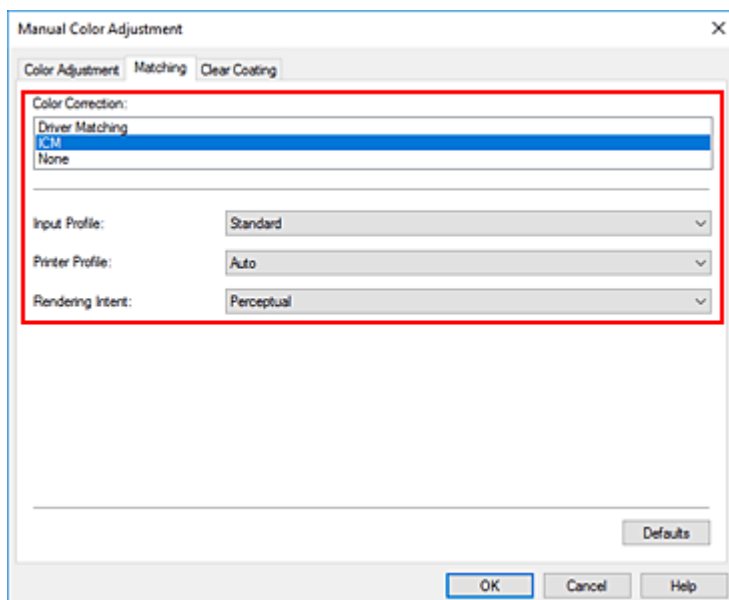 Manual Color Adjustment
Color Adjustment Matching Clear Coating
Color Correction:
Driver Matching
ICM
None
Input Profile: Standard
Printer Profile: Auto
Rendering Intent: Perceptual
Defaults
OK Cancel Help